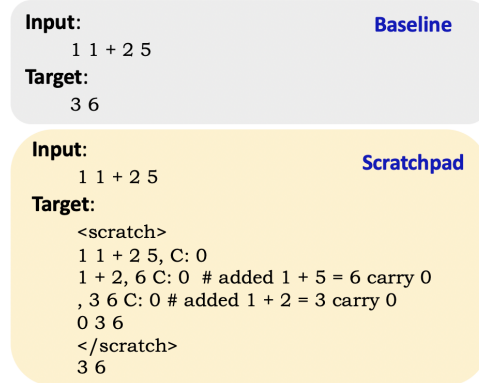 Input:
Baseline
1 1 + 2 5
Target:
3 6
Input:
Scratchpad
1 1 + 2 5
Target:
<scratch>
1 1 + 2 5, C: 0
1 + 2, 6 C: 0 # added 1 + 5 = 6 carry 0
, 3 6 C: 0 # added 1 + 2 = 3 carry 0
0 3 6
</scratch>
3 6